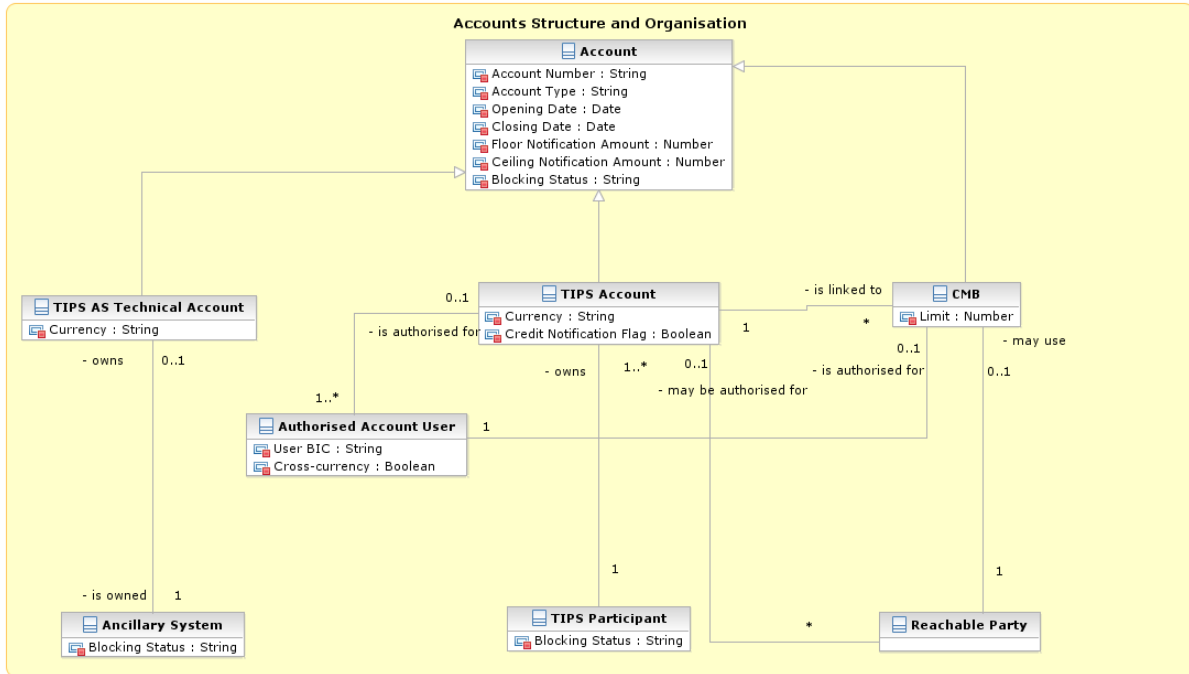 Accounts Structure and Organisation
Account
Account Number : String
Account Type : String
Opening Date : Date
Closing Date : Date
Floor Notification Amount : Number
Ceiling Notification Amount : Number
Blocking Status : String
TIPS AS Technical Account
Currency : String
TIPS Account
Currency : String
Credit Notification Flag : Boolean
CMB
Limit : Number
0..1
- is linked to
1
*
- is authorised for
- owns
0..1
- owns
1..*
0..1
- may be authorised for
0..1
- is authorised for
- may use
0..1
1..*
Authorised Account User
User BIC : String
Cross-currency : Boolean
1
1
1
- is owned
1
*
Ancillary System
Blocking Status : String
TIPS Participant
Blocking Status : String
Reachable Party